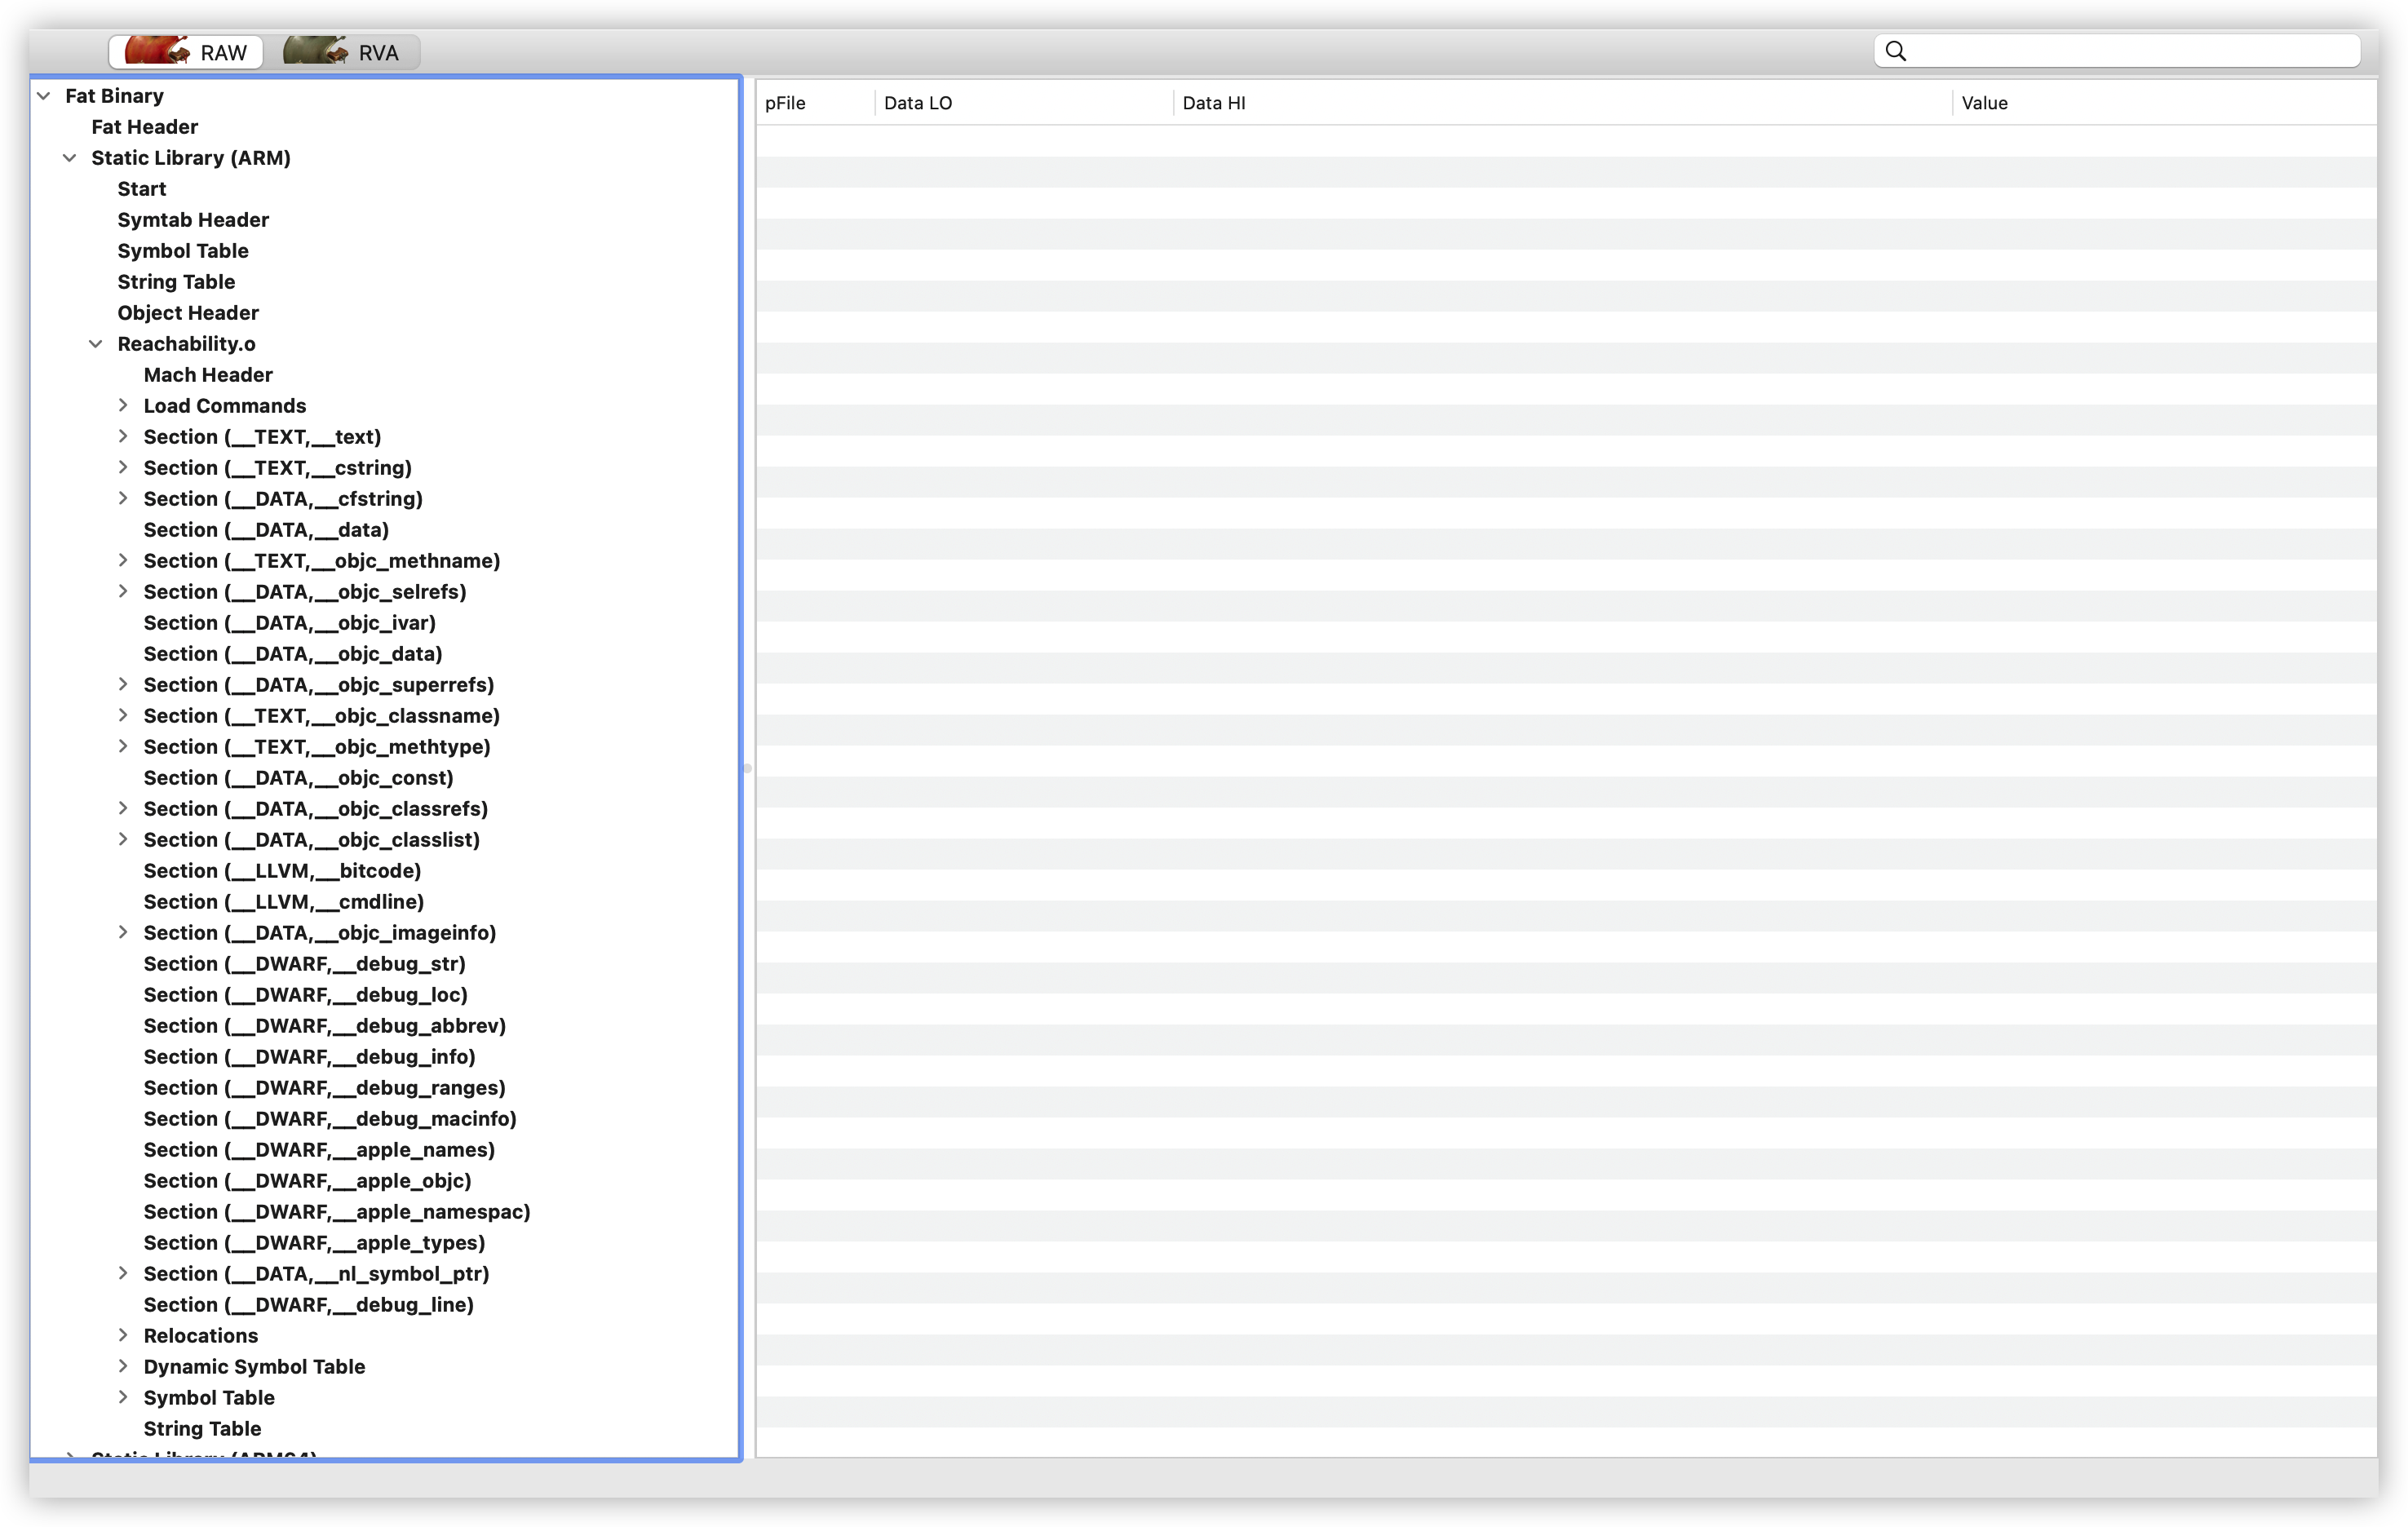 RAW RVA
Fat Binary
Fat Header
Static Library (ARM)
Start
Symtab Header
Symbol Table
String Table
Object Header
Reachability.o
Mach Header
Load Commands
Section (__TEXT,__text)
Section (__TEXT,__cstring)
Section (__DATA,__cfstring)
Section (__DATA,__data)
Section (__TEXT,__objc_methname)
Section (__DATA,__objc_selrefs)
Section (__DATA,__objc_ivar)
Section (__DATA,__objc_data)
Section (__DATA,__objc_superrefs)
Section (__TEXT,__objc_classname)
Section (__TEXT,__objc_methtype)
Section (__DATA,__objc_const)
Section (__DATA,__objc_classrefs)
Section (__DATA,__objc_classlist)
Section (__LLVM,__bitcode)
Section (__LLVM,__cmdline)
Section (__DATA,__objc_imageinfo)
Section (__DWARF,__debug_str)
Section (__DWARF,__debug_loc)
Section (__DWARF,__debug_abbrev)
Section (__DWARF,__debug_info)
Section (__DWARF,__debug_ranges)
Section (__DWARF,__debug_macinfo)
Section (__DWARF,__apple_names)
Section (__DWARF,__apple_objc)
Section (__DWARF,__apple_namespac)
Section (__DWARF,__apple_types)
Section (__DATA,__nl_symbol_ptr)
Section (__DWARF,__debug_line)
Relocations
Dynamic Symbol Table
Symbol Table
String Table
Static Library (ARM64)
pFile Data LO Data HI Value